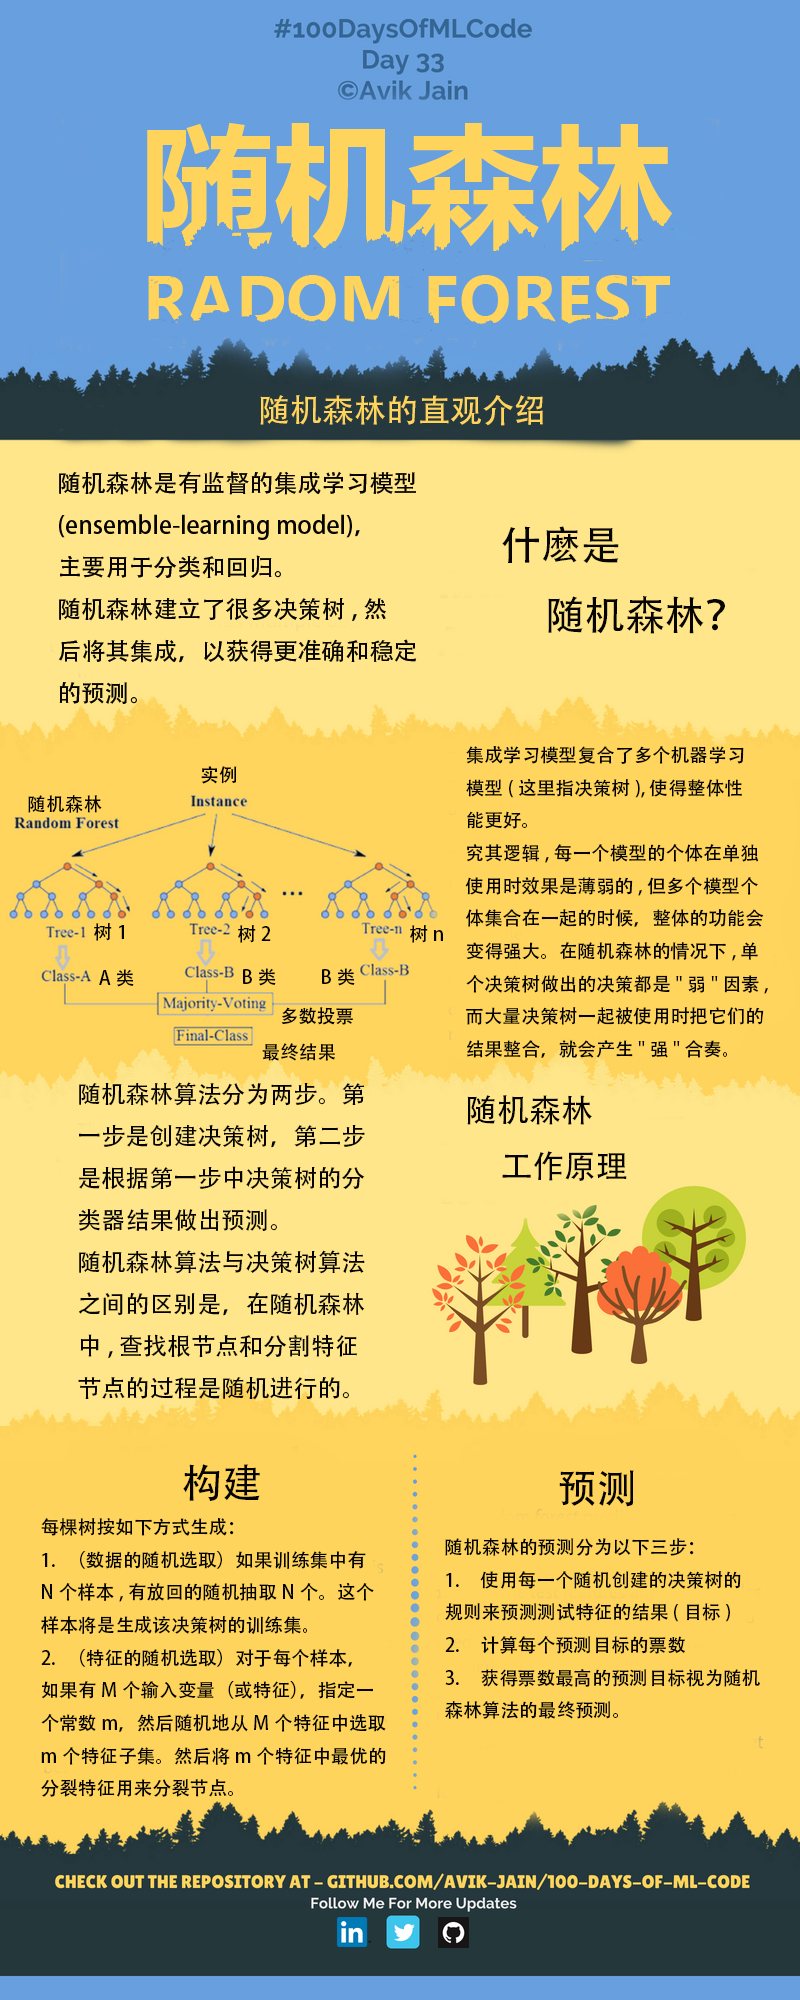 #100DaysOfMLCode
Day 33
©Avik Jain
随机森林
RADOM FOREST
随机森林的直观介绍
随机森林是有监督的集成学习模型
(ensemble-learning model),
主要用于分类和回归。
随机森林建立了很多决策树，然
后将其集成，以获得更准确和稳定
的预测。
什麽是
随机森林?
实例
Instance
随机森林
Random Forest
...
Tree-1 树 1
Tree-2 树 2
Tree-n 树 n
Class-A A 类
Class-B B 类
B 类 Class-B
Majority-Voting
多数投票
Final-Class
最终结果
集成学习模型复合了多个机器学习
模型 ( 这里指决策树 ), 使得整体性
能更好。
究其逻辑 , 每一个模型的个体在单独
使用时效果是薄弱的 , 但多个模型个
体集合在一起的时候，整体的功能会
变得强大。在随机森林的情况下 , 单
个决策树做出的决策都是 " 弱 " 因素 ,
而大量决策树一起被使用时把它们的
结果整合，就会产生 " 强 " 合奏。
随机森林算法分为两步。第
一步是创建决策树，第二步
是根据第一步中决策树的分
类器结果做出预测。
随机森林算法与决策树算法
之间的区别是，在随机森林
中 , 查找根节点和分割特征
节点的过程是随机进行的。
随机森林
工作原理
构建
每棵树按如下方式生成：
1. （数据的随机选取）如果训练集中有
N 个样本 , 有放回的随机抽取 N 个。这个
样本将是生成该决策树的训练集。
2. （特征的随机选取）对于每个样本，
如果有 M 个输入变量（或特征），指定一
个常数 m，然后随机地从 M 个特征中选取
m 个特征子集。然后将 m 个特征中最优的
分裂特征用来分裂节点。
预测
随机森林的预测分为以下三步：
1. 使用每一个随机创建的决策树的
规则来预测测试特征的结果 ( 目标 )
2. 计算每个预测目标的票数
3. 获得票数最高的预测目标视为随机
森林算法的最终预测。
CHECK OUT THE REPOSITORY AT - GITHUB.COM/AVIK-JAIN/100-DAYS-OF-ML-CODE
Follow Me For More Updates
in